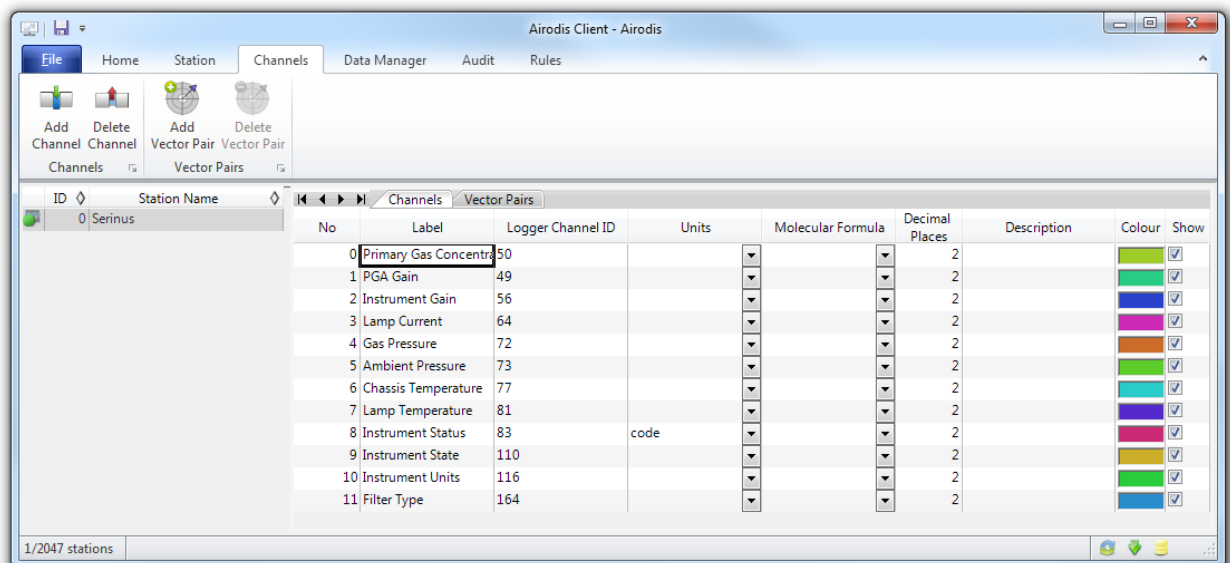 Airodis Client - Airodis
File Home Station Channels Data Manager Audit Rules
Add Channel Delete Channel Add Vector Pair Delete Vector Pair
Channels Vector Pairs
ID Station Name
0 Serinus
Channels Vector Pairs
No Label Logger Channel ID Units Molecular Formula Decimal Places Description Colour Show
0 Primary Gas Concentra 50 2
1 PGA Gain 49 2
2 Instrument Gain 56 2
3 Lamp Current 64 2
4 Gas Pressure 72 2
5 Ambient Pressure 73 2
6 Chassis Temperature 77 2
7 Lamp Temperature 81 2
8 Instrument Status 83 code 2
9 Instrument State 110 2
10 Instrument Units 116 2
11 Filter Type 164 2
1/2047 stations